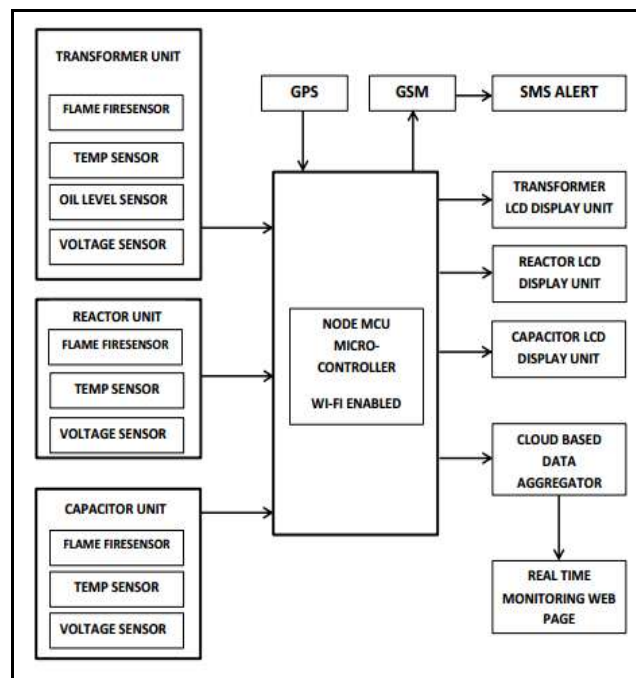 TRANSFORMER UNIT
FLAME FIRESENSOR
TEMP SENSOR
OIL LEVEL SENSOR
VOLTAGE SENSOR
REACTOR UNIT
FLAME FIRESENSOR
TEMP SENSOR
VOLTAGE SENSOR
CAPACITOR UNIT
FLAME FIRESENSOR
TEMP SENSOR
VOLTAGE SENSOR
GPS
GSM
SMS ALERT
NODE MCU
MICRO-
CONTROLLER
WI-FI ENABLED
TRANSFORMER
LCD DISPLAY UNIT
REACTOR LCD
DISPLAY UNIT
CAPACITOR LCD
DISPLAY UNIT
CLOUD BASED
DATA
AGGREGATOR
REAL TIME
MONITORING WEB
PAGE